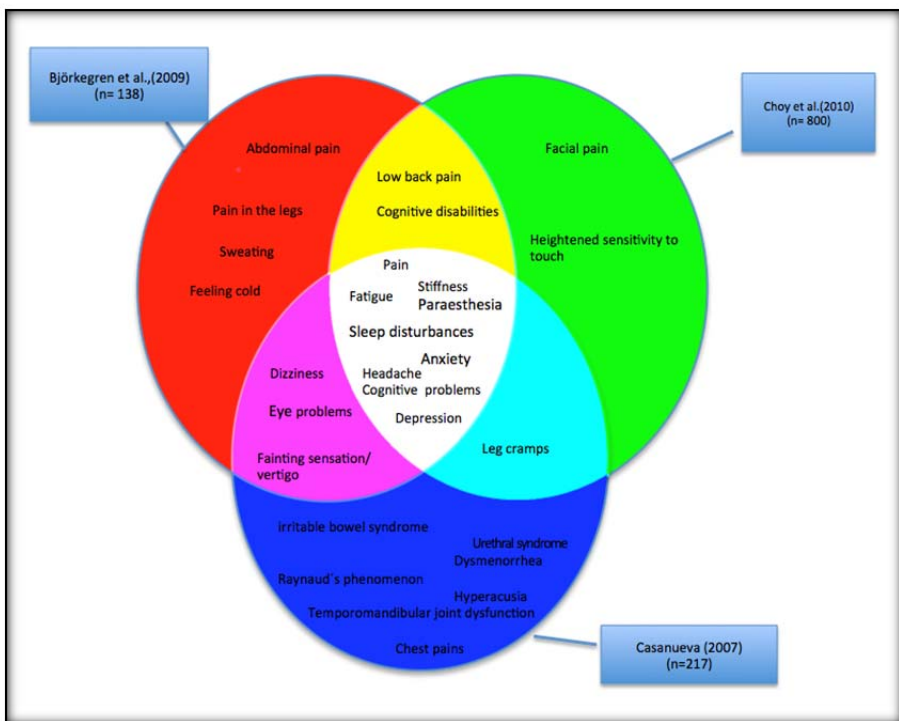 Björkegren et al.,(2009)
(n= 138)
Choy et al.(2010)
(n= 800)
Abdominal pain
Facial pain
Low back pain
Pain in the legs
Cognitive disabilities
Sweating
Heightened sensitivity to
touch
Feeling cold
Pain
Stiffness
Fatigue
Paraesthesia
Sleep disturbances
Anxiety
Headache
Cognitive problems
Depression
Dizziness
Eye problems
Fainting sensation/
vertigo
Leg cramps
irritable bowel syndrome
Urethral syndrome
Dysmenorrhea
Raynaud´s phenomenon
Hyperacusia
Temporomandibular joint dysfunction
Chest pains
Casanueva (2007)
(n=217)